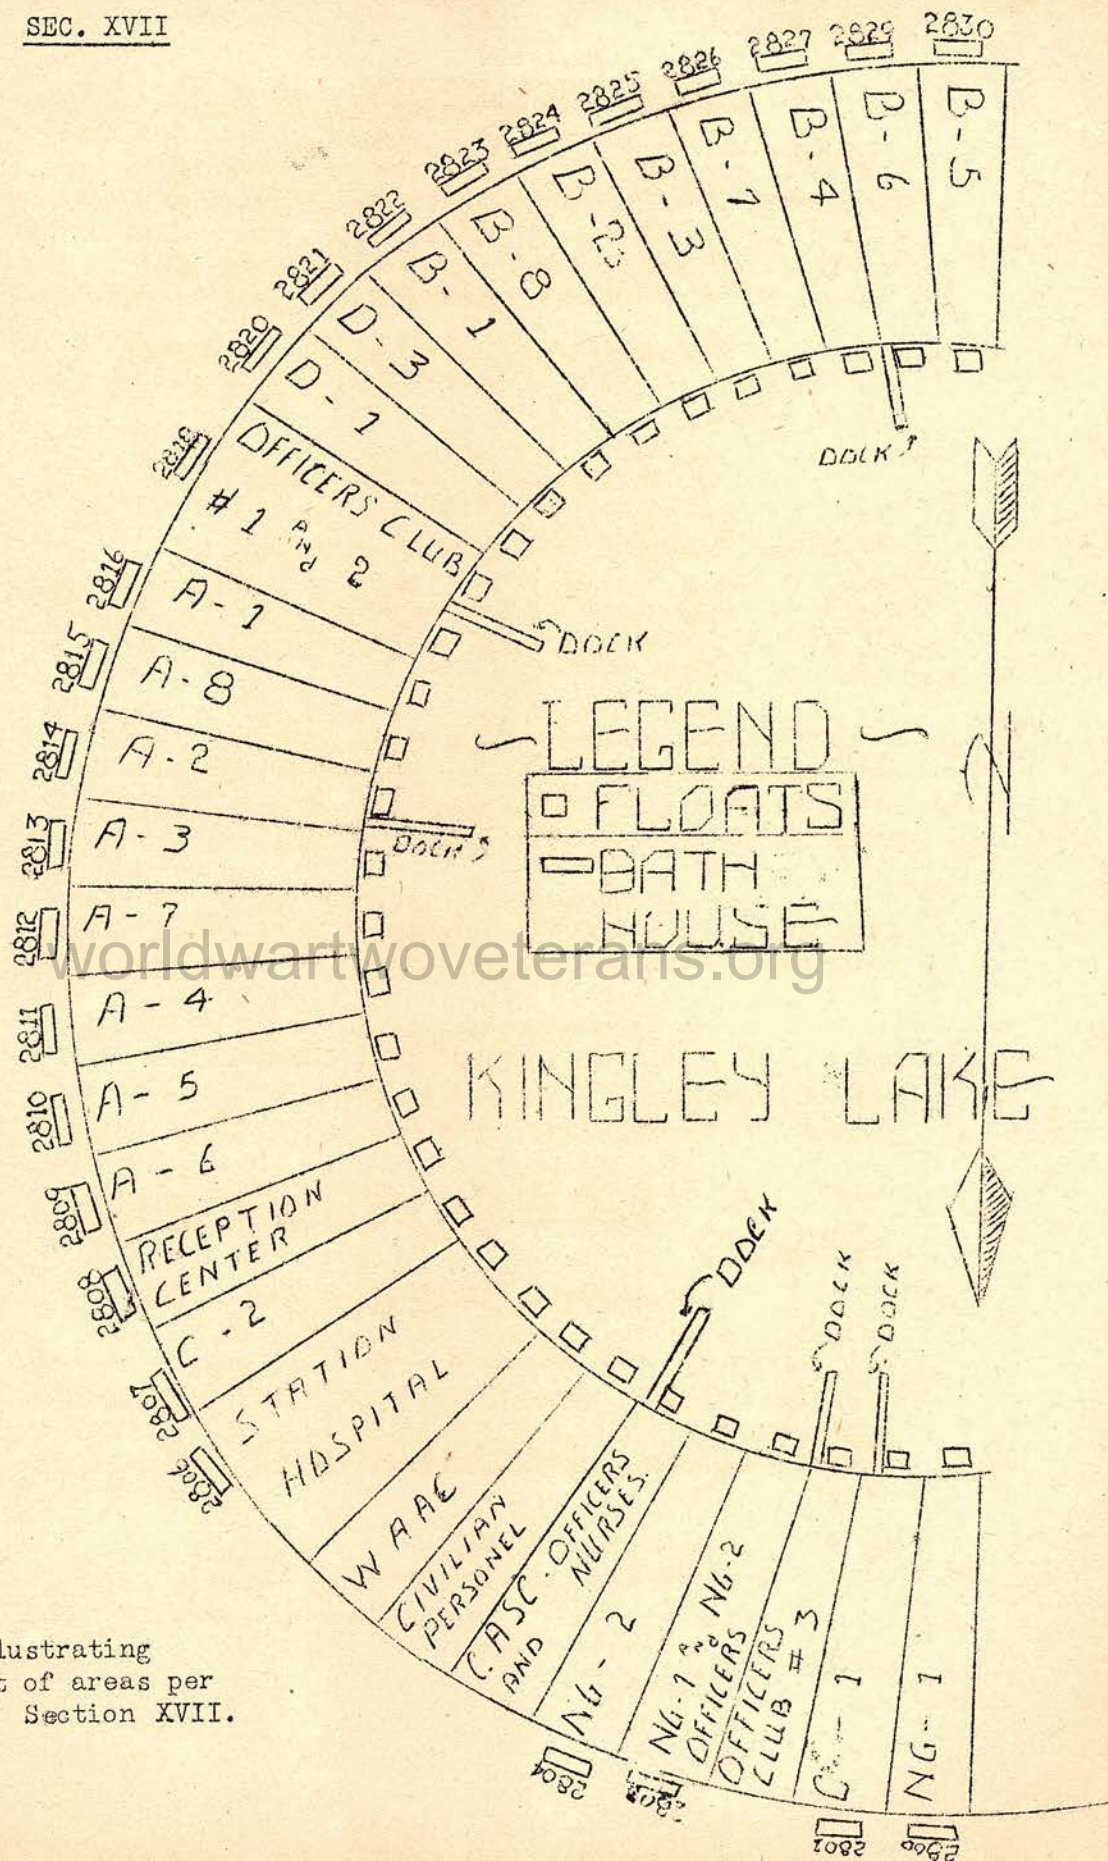 SEC. XVII
2830
2829
2827
2826
2825
2824
2823
2822
2821
2820
2816
2815
2814
2813
2812
2811
2810
2809
2808
2807
2806
2804
2801
B-5
B-6
B-4
B-7
B-3
B-8
B-1
D-3
D-1
OFFICERS CLUB
#1 AND 2
A-1
A-8
A-2
A-3
A-7
A-4
A-5
A-6
RECEPTION
CENTER
C-2
STATION
HOSPITAL
WAAC
CIVILIAN
PERSONEL
CASC-OFFICERS
AND NURSES.
NG-2
NG-1 AND NG-2
OFFICERS
OFFICERS
CLUB #3
C-1
NG-1
DOCK
DOCK
DOCK
DOCK
DOCK
DOCK
N
~LEGEND~
FLOATS
BATH
HOUSE
KINGLEY LAKE
lustrating
t of areas per
Section XVII.
worldwartwoveterans.org